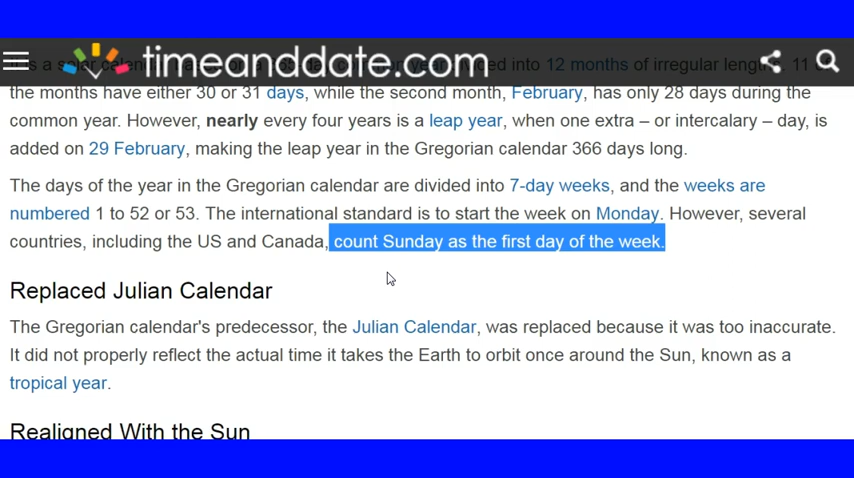 timeanddate.com
is a solar calendar divided into 12 months of irregular length. 11
the months have either 30 or 31 days, while the second month, February, has only 28 days during the
common year. However, nearly every four years is a leap year, when one extra – or intercalary – day, is
added on 29 February, making the leap year in the Gregorian calendar 366 days long.
The days of the year in the Gregorian calendar are divided into 7-day weeks, and the weeks are
numbered 1 to 52 or 53. The international standard is to start the week on Monday. However, several
countries, including the US and Canada, count Sunday as the first day of the week.
Replaced Julian Calendar
The Gregorian calendar's predecessor, the Julian Calendar, was replaced because it was too inaccurate.
It did not properly reflect the actual time it takes the Earth to orbit once around the Sun, known as a
tropical year.
Realigned With the Sun